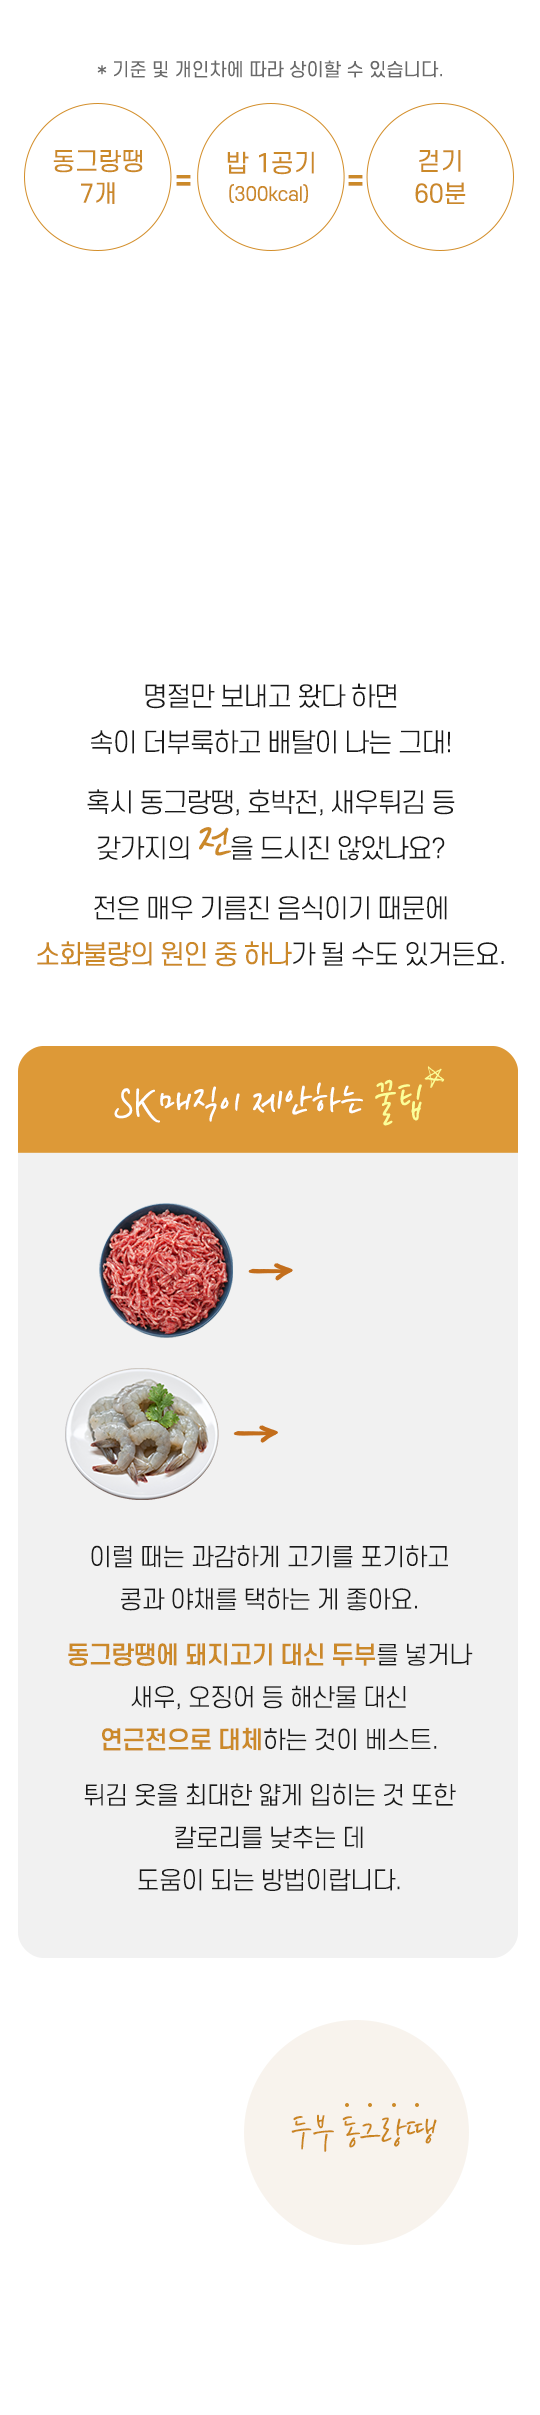 * 기준 및 개인차에 따라 상이할 수 있습니다.
동그랑땡
7개
=
밥 1공기
(300kcal)
=
걷기
60분
명절만 보내고 왔다 하면
속이 더부룩하고 배탈이 나는 그대!
혹시 동그랑땡, 호박전, 새우튀김 등
갖가지의 전을 드시진 않았나요?
전은 매우 기름진 음식이기 때문에
소화불량의 원인 중 하나가 될 수도 있거든요.
SK매직이 제안하는 꿀팁
이럴 때는 과감하게 고기를 포기하고
콩과 야채를 택하는 게 좋아요.
동그랑땡에 돼지고기 대신 두부를 넣거나
새우, 오징어 등 해산물 대신
연근전으로 대체하는 것이 베스트.
튀김 옷을 최대한 얇게 입히는 것 또한
칼로리를 낮추는 데
도움이 되는 방법이랍니다.
두부 동그랑땡